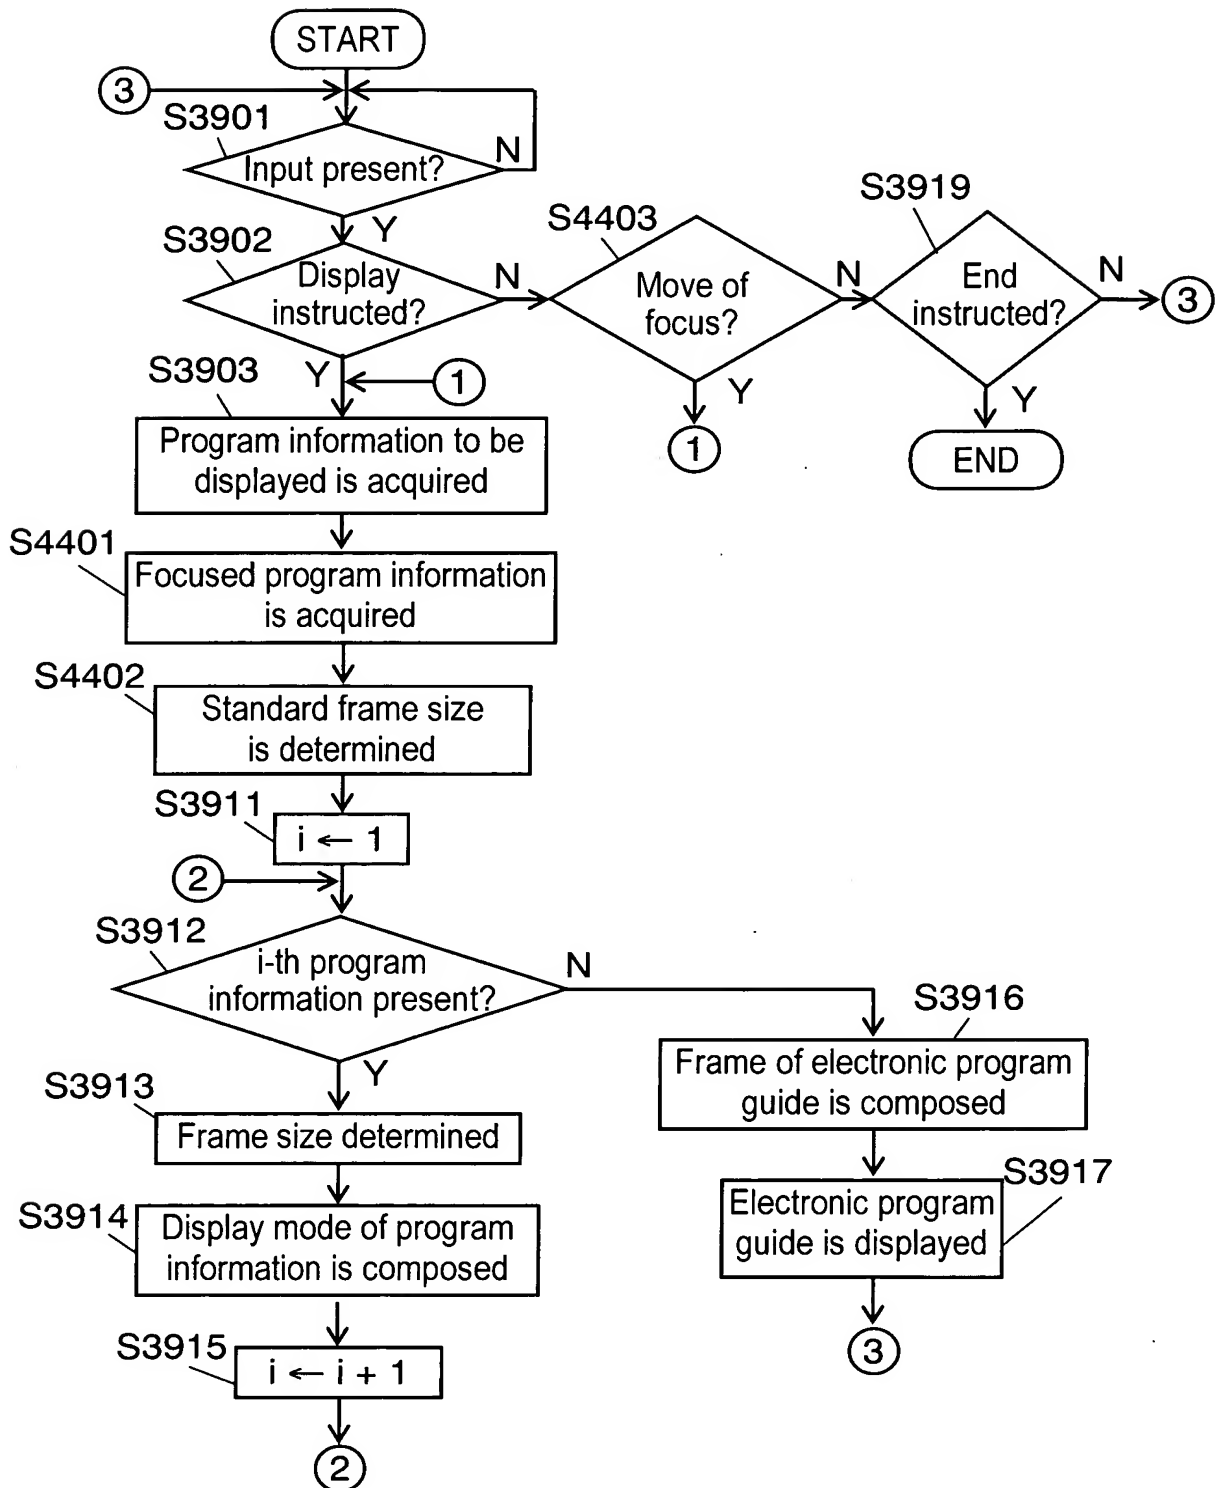 START
3
S3901
Input present?
N
Y
S3902
Display
instructed?
N
S4403
Move of
focus?
N
S3919
End
instructed?
N
3
Y
1
Y
1
Y
END
S3903
Program information to be
displayed is acquired
S4401
Focused program information
is acquired
S4402
Standard frame size
is determined
S3911
i ← 1
2
S3912
i-th program
information present?
N
Y
S3916
Frame of electronic program
guide is composed
S3913
Frame size determined
S3917
Electronic program
guide is displayed
S3914
Display mode of program
information is composed
3
S3915
i ← i + 1
2